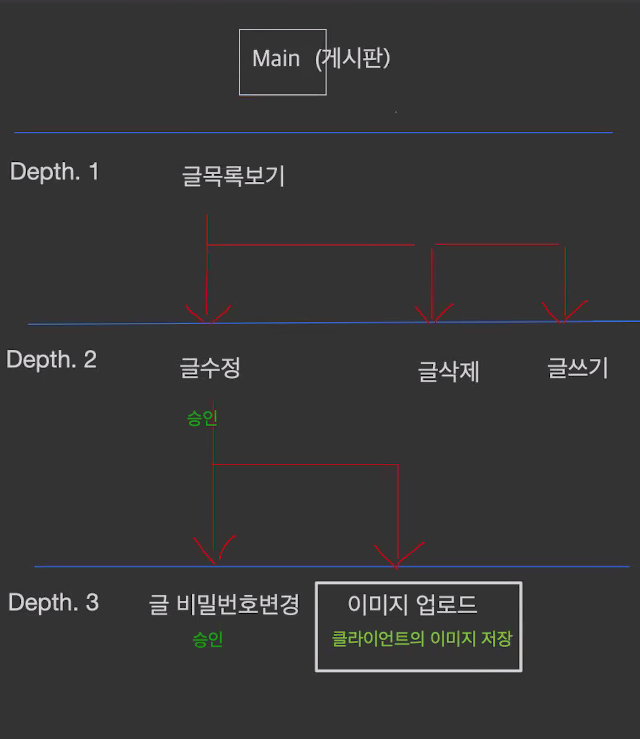 Main (게시판)
Depth. 1
글목록보기
Depth. 2
글수정
글삭제
글쓰기
승인
Depth. 3
글 비밀번호변경
이미지 업로드
승인
클라이언트의 이미지 저장